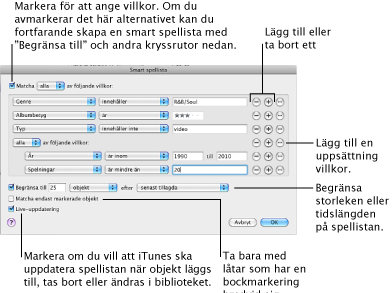 Markera för att ange villkor. Om du
avmarkerar det här alternativet kan du
fortfarande skapa en smart spellista med
"Begränsa till" och andra kryssrutor nedan.
Lägg till eller
ta bort ett
Smart spellista
Matcha alla av följande villkor:
Genre innehåller R&B/Soul
Albumbetyg är ★★★
Typ innehåller inte video
alla av följande villkor:
År är inom 1990 till 2010
Spelningar är mindre än 20
Lägg till en
uppsättning
villkor.
Begränsa till 25 objekt efter senast tillagda
Matcha endast markerade objekt
Live-uppdatering
Avbryt OK
Begränsa
storleken eller
tidslängden
på spellistan.
Markera om du vill att iTunes ska
uppdatera spellistan när objekt läggs
till, tas bort eller ändras i biblioteket.
Ta bara med
låtar som har en
bockmarkering